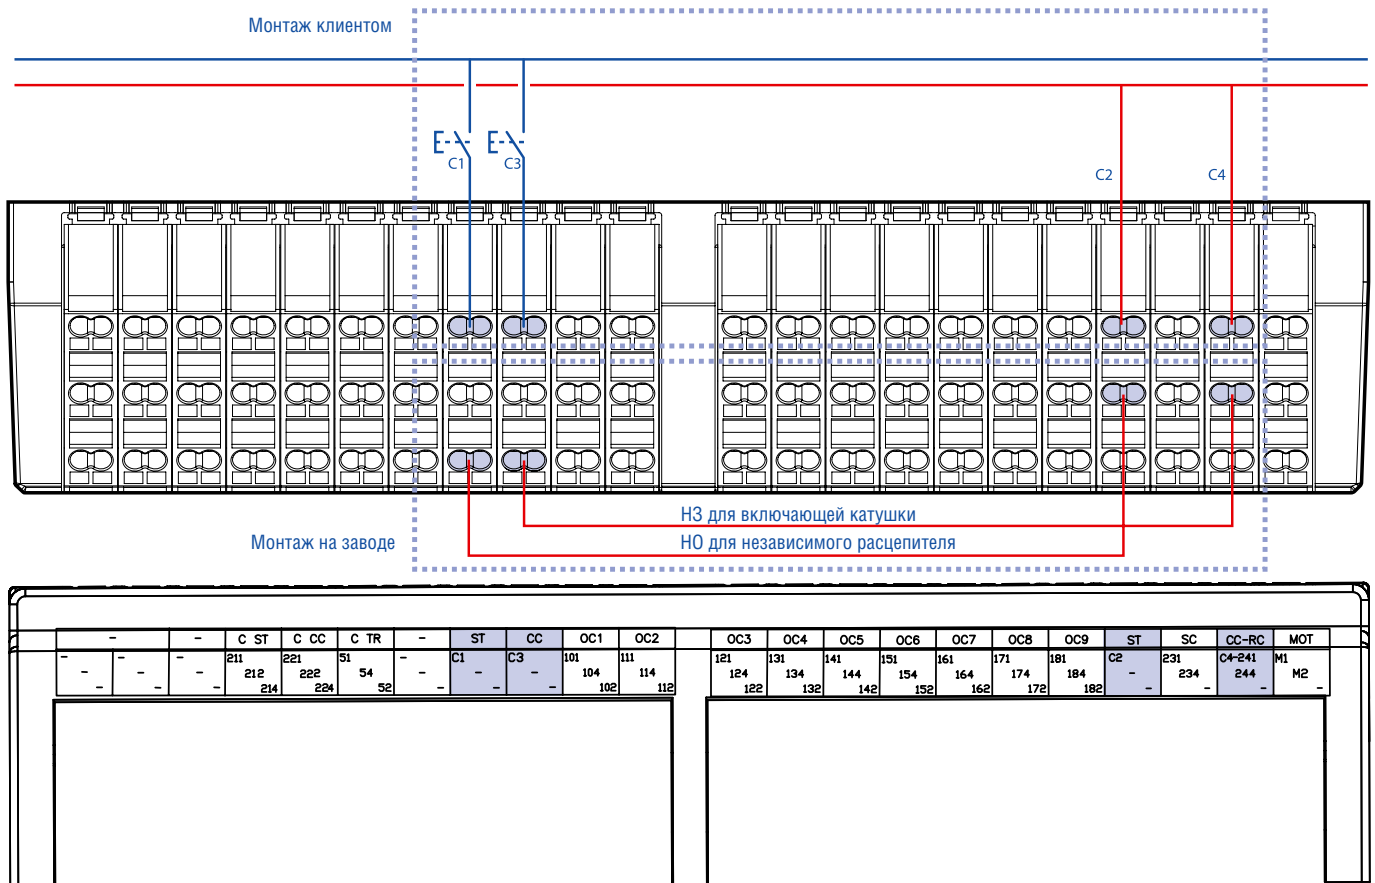 Монтаж клиентом
C1
C3
C2
C4
НЗ для включающей катушки
Монтаж на заводе
НО для независимого расцепителя
- - C ST C CC C TR - ST CC OC1 OC2 OC3 OC4 OC5 OC6 OC7 OC8 OC9 ST SC CC-RC MOT
- - - 211 221 51 - C1 C3 101 111 121 131 141 151 161 171 181 C2 231 C4-241 M1
- - - 212 222 54 - - - 104 114 124 134 144 154 164 174 184 - 234 244 M2
- - - 214 224 52 - - - 102 112 122 132 142 152 162 172 182 - - - -